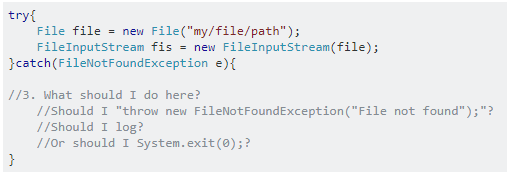 try{
    File file = new File("my/file/path");
    FileInputStream fis = new FileInputStream(file);
}catch(FileNotFoundException e){

//3. What should I do here?
    //Should I "throw new FileNotFoundException("File not found");"?
    //Should I log?
    //Or should I System.exit(0);?
}